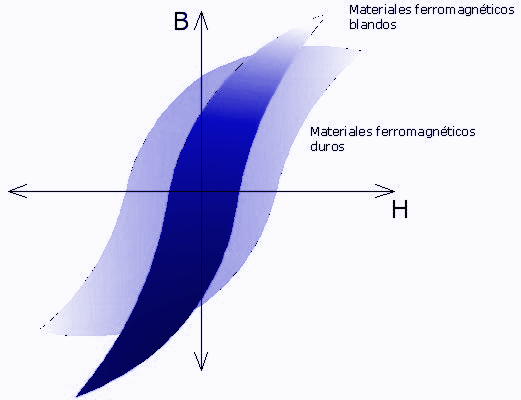 Materiales ferromagnéticos
blandos
B
Materiales ferromagnéticos
duros
H